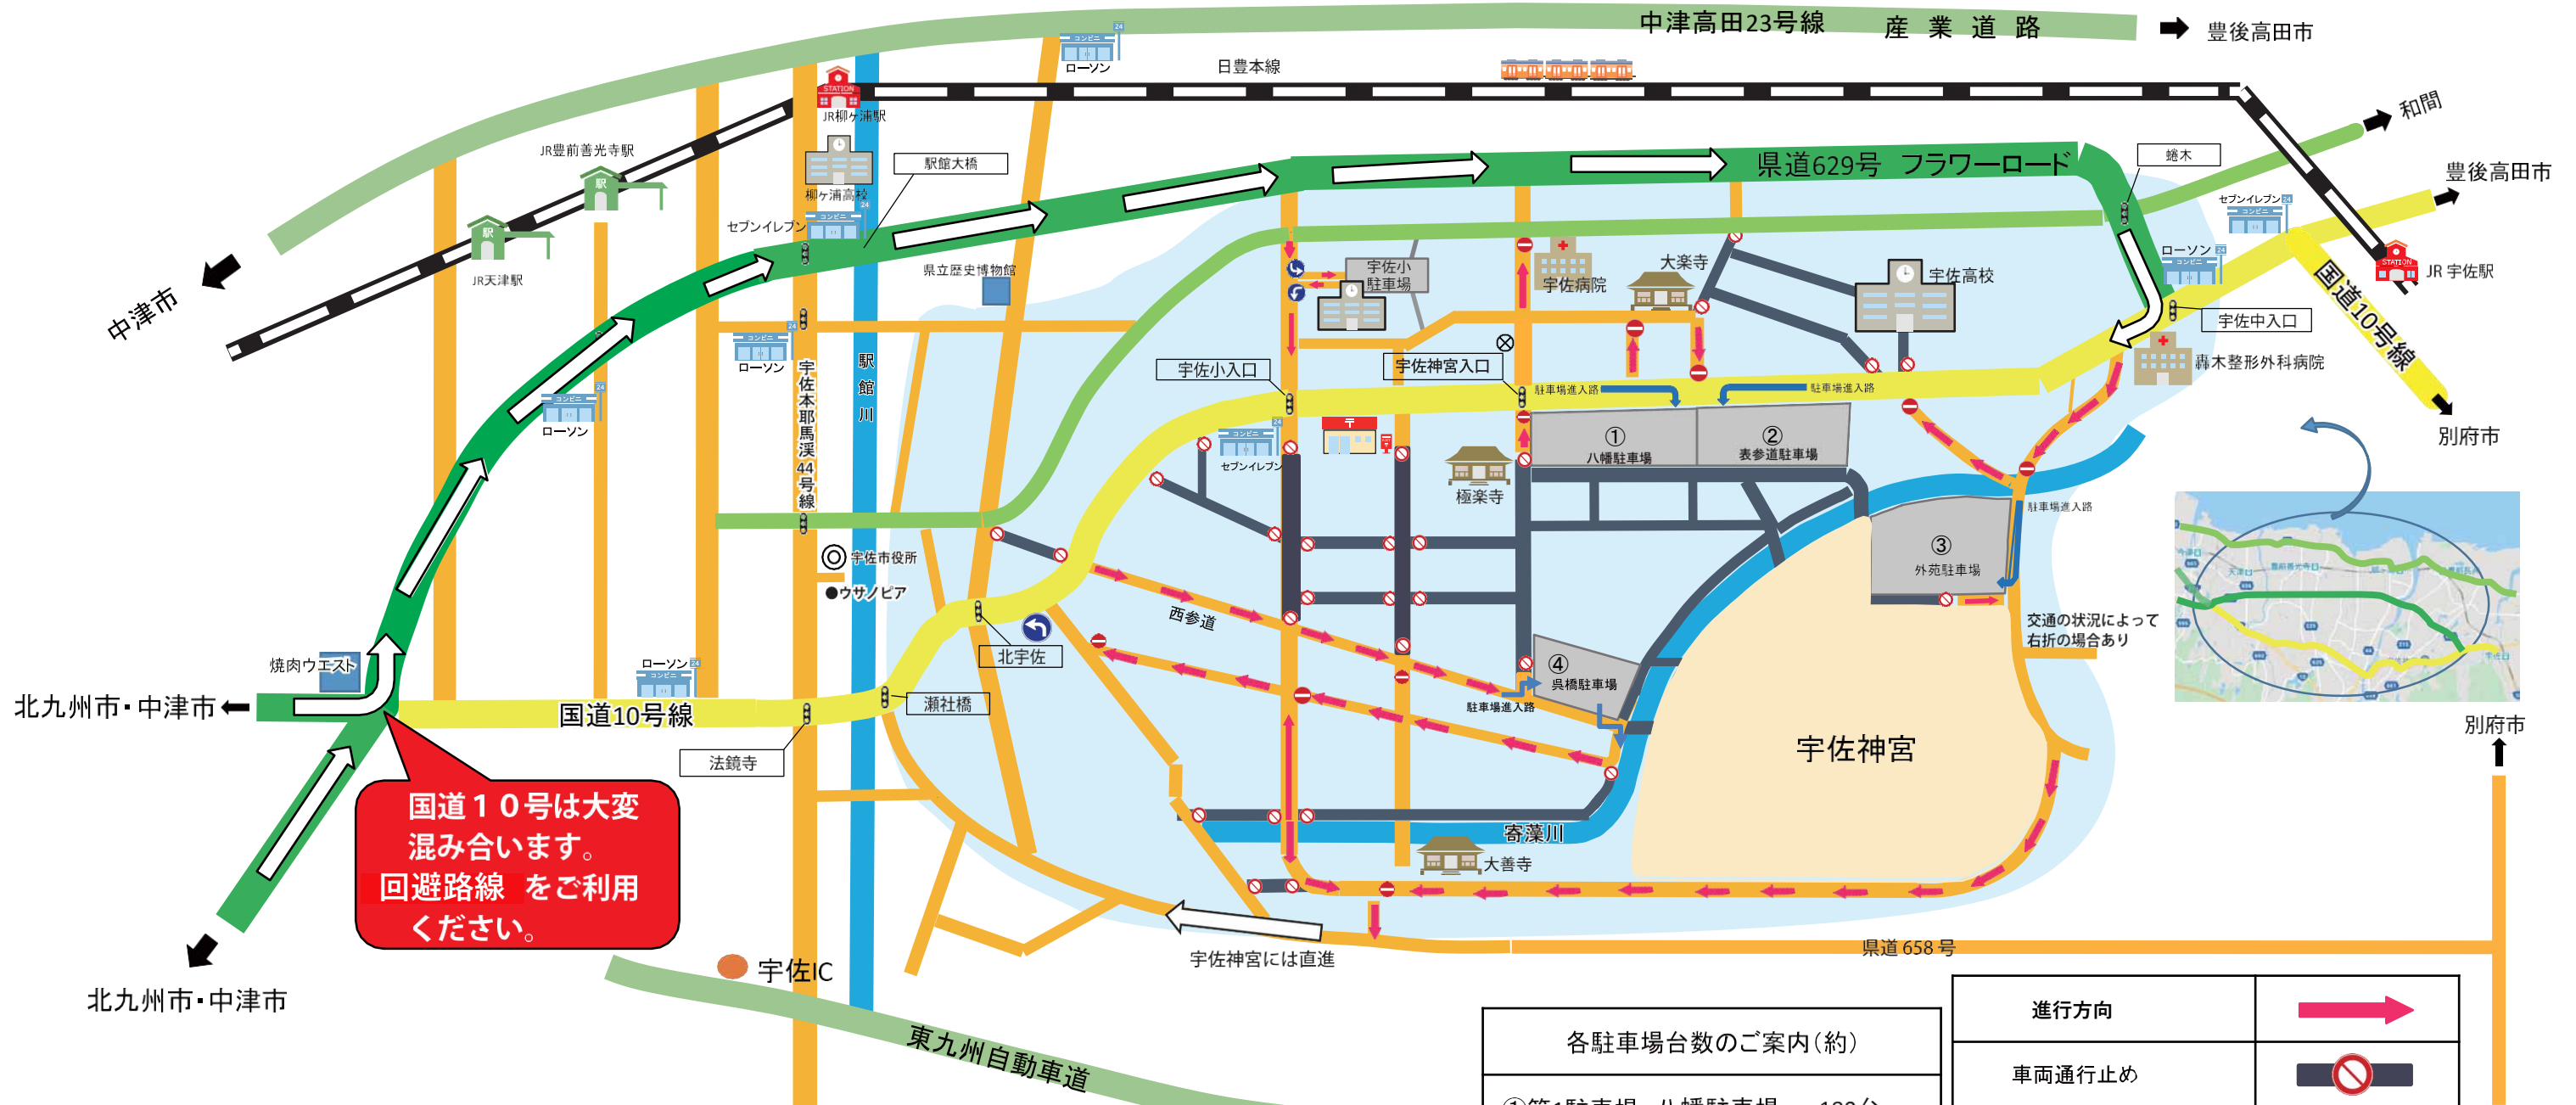 中津高田23号線 産業道路
豊後高田市
ローソン
日豊本線
和間
JR柳ヶ浦駅
JR豊前善光寺駅
駅
駅館大橋
県道629号 フラワーロード
蜷木
豊後高田市
柳ヶ浦高校
セブンイレブン
セブンイレブン
駅
JR天津駅
県立歴史博物館
宇佐小
駐車場
宇佐病院
大楽寺
宇佐高校
ローソン
JR 宇佐駅
中津市
国道10号線
宇佐中入口
ローソン
宇佐小入口
宇佐神宮入口
轟木整形外科病院
駅館川
宇佐本耶馬渓44号線
駐車場進入路
駐車場進入路
ローソン
①
八幡駐車場
②
表参道駐車場
別府市
セブンイレブン
極楽寺
駐車場進入路
③
外苑駐車場
宇佐市役所
●ウサノピア
西参道
交通の状況によって
右折の場合あり
北宇佐
焼肉ウエスト
ローソン
④
呉橋駐車場
駐車場進入路
瀬社橋
北九州市・中津市
国道10号線
別府市
宇佐神宮
法鏡寺
国道１０号は大変
混み合います。
回避路線 をご利用
ください。
寄藻川
大善寺
宇佐神宮には直進
県道 658 号
宇佐IC
北九州市・中津市
東九州自動車道
各駐車場台数のご案内（約）
進行方向
車両通行止め